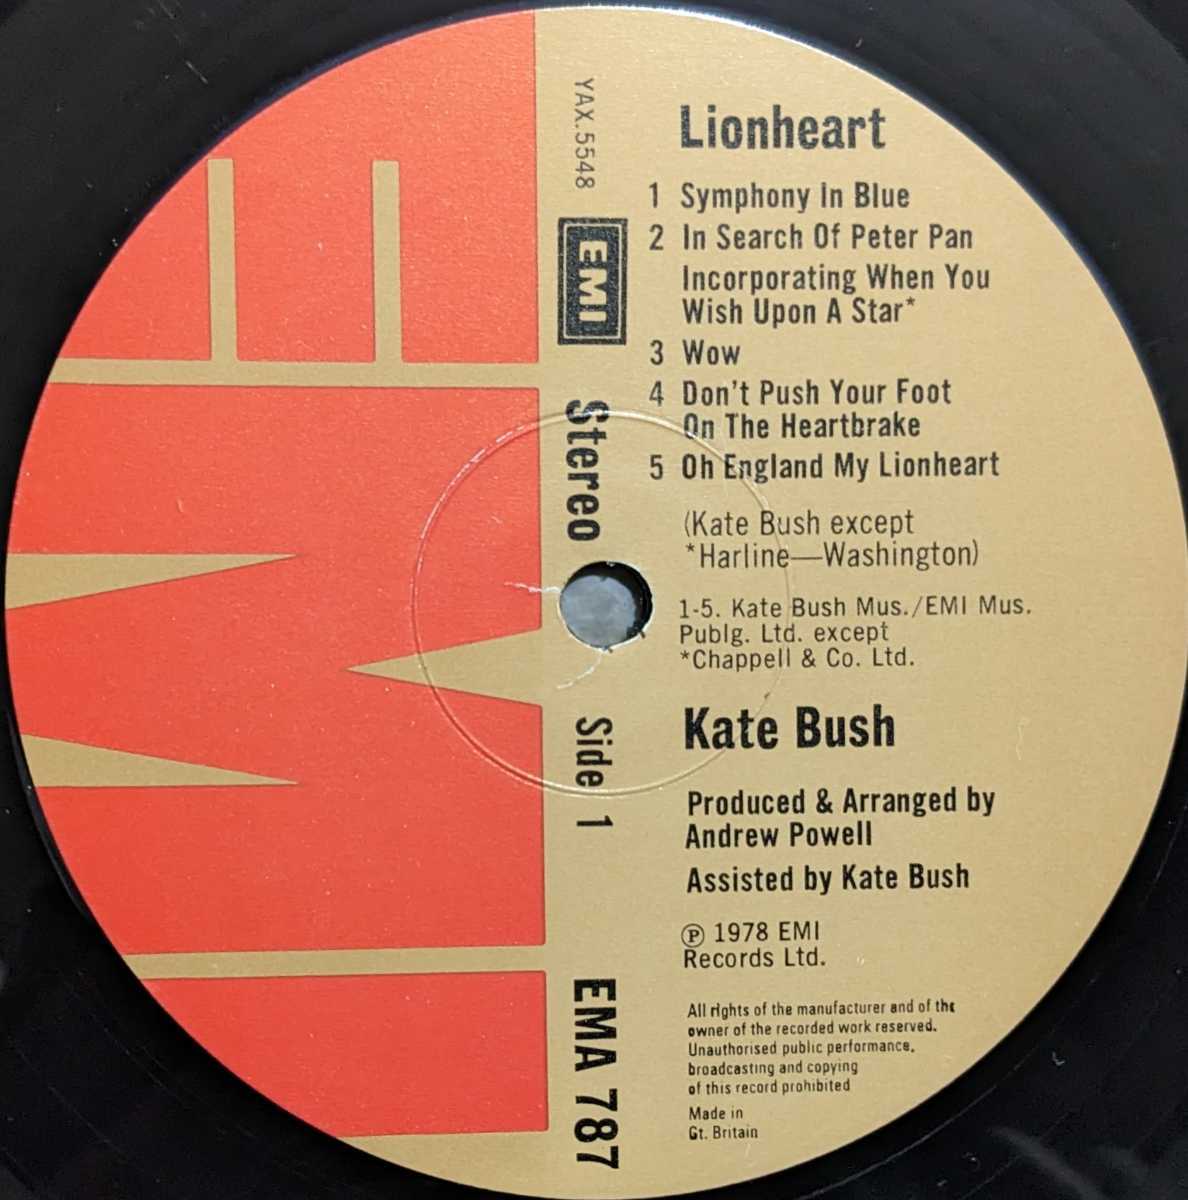 Lionheart
1 Symphony In Blue
2 In Search Of Peter Pan
Incorporating When You
Wish Upon A Star*
3 Wow
4 Don't Push Your Foot
On The Heartbrake
5 Oh England My Lionheart
(Kate Bush except
*Harline—Washington)
1-5. Kate Bush Mus./EMI Mus.
Publg. Ltd. except
*Chappell & Co. Ltd.
Kate Bush
Produced & Arranged by
Andrew Powell
Assisted by Kate Bush
℗ 1978 EMI
Records Ltd.
All rights of the manufacturer and of the
owner of the recorded work reserved.
Unauthorised public performance,
broadcasting and copying
of this record prohibited
Made in
Gt. Britain
YAX.5548
EMI
Stereo
Side 1
EMA 787
EMI